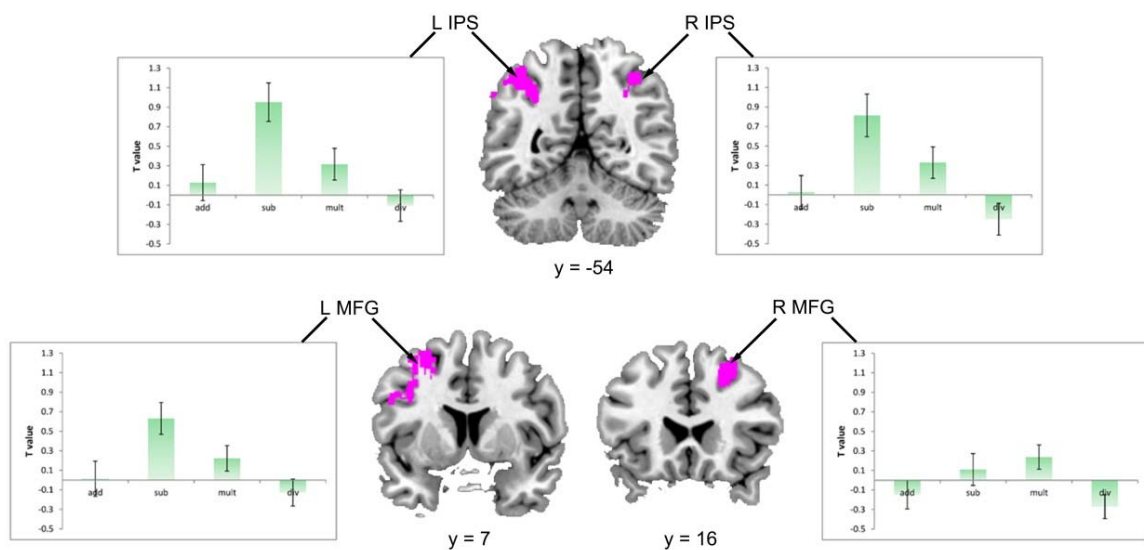 L IPS
R IPS
1.3
1.1
0.9
0.7
0.5
0.3
0.1
-0.1
-0.3
-0.5
T value
add
sub
mult
div
1.3
1.1
0.9
0.7
0.5
0.3
0.1
-0.1
-0.3
-0.5
T value
add
sub
mult
div
y = -54
L MFG
R MFG
1.3
1.1
0.9
0.7
0.5
0.3
0.1
-0.1
-0.3
-0.5
T value
add
sub
mult
div
1.3
1.1
0.9
0.7
0.5
0.3
0.1
-0.1
-0.3
-0.5
T value
add
sub
mult
div
y = 7
y = 16